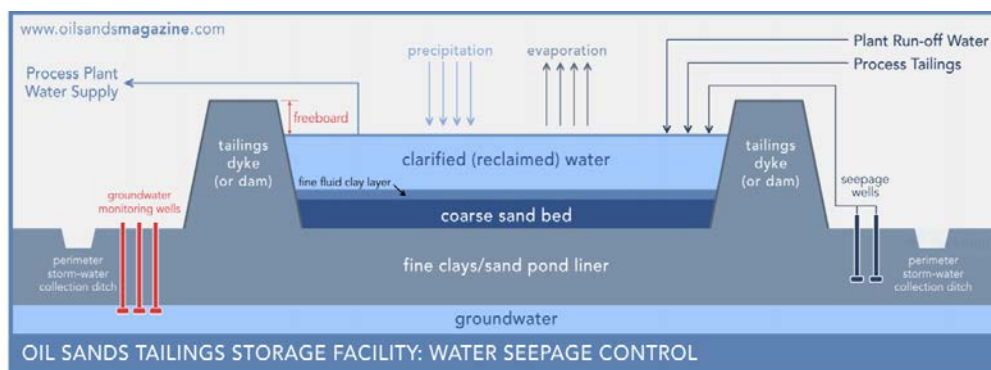 www.oilsandsmagazine.com
precipitation
evaporation
Plant Run-off Water
Process Tailings
Process Plant
Water Supply
freeboard
tailings
dyke
(or dam)
clarified (reclaimed) water
tailings
dyke
(or dam)
fine fluid clay layer
groundwater
monitoring wells
seepage
wells
coarse sand bed
perimeter
storm-water
collection ditch
fine clays/sand pond liner
perimeter
storm-water
collection ditch
groundwater
OIL SANDS TAILINGS STORAGE FACILITY: WATER SEEPAGE CONTROL